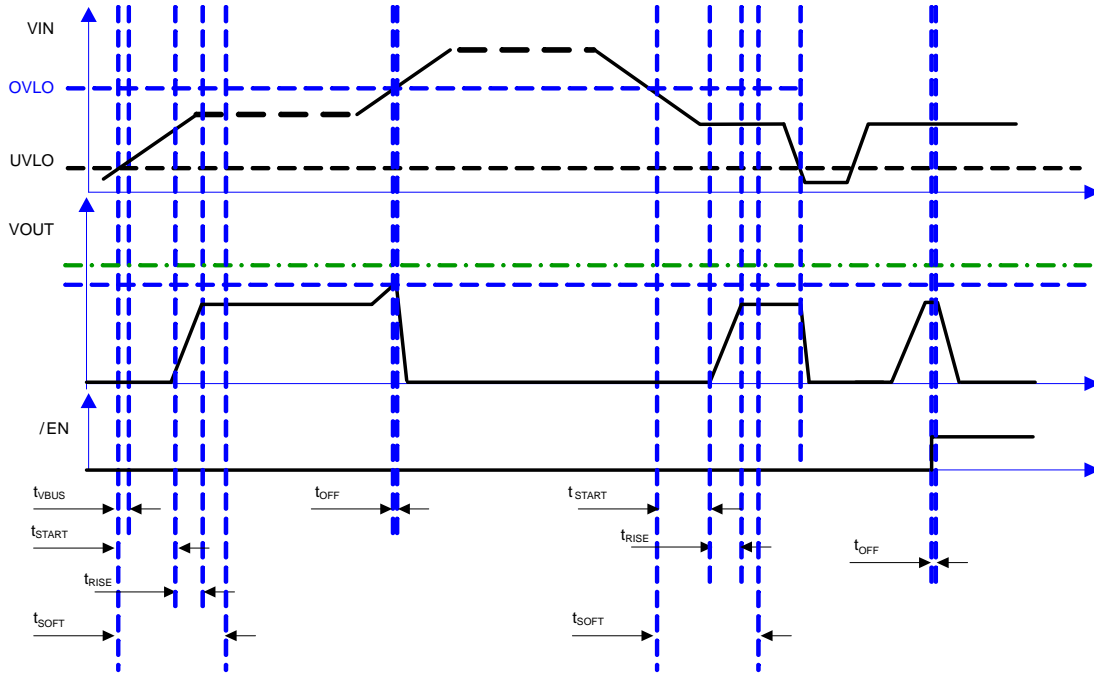 VIN
OVLO
UVLO
VOUT
/EN
tVBUS
tOFF
tSTART
tSTART
tRISE
tOFF
tRISE
tSOFT
tSOFT